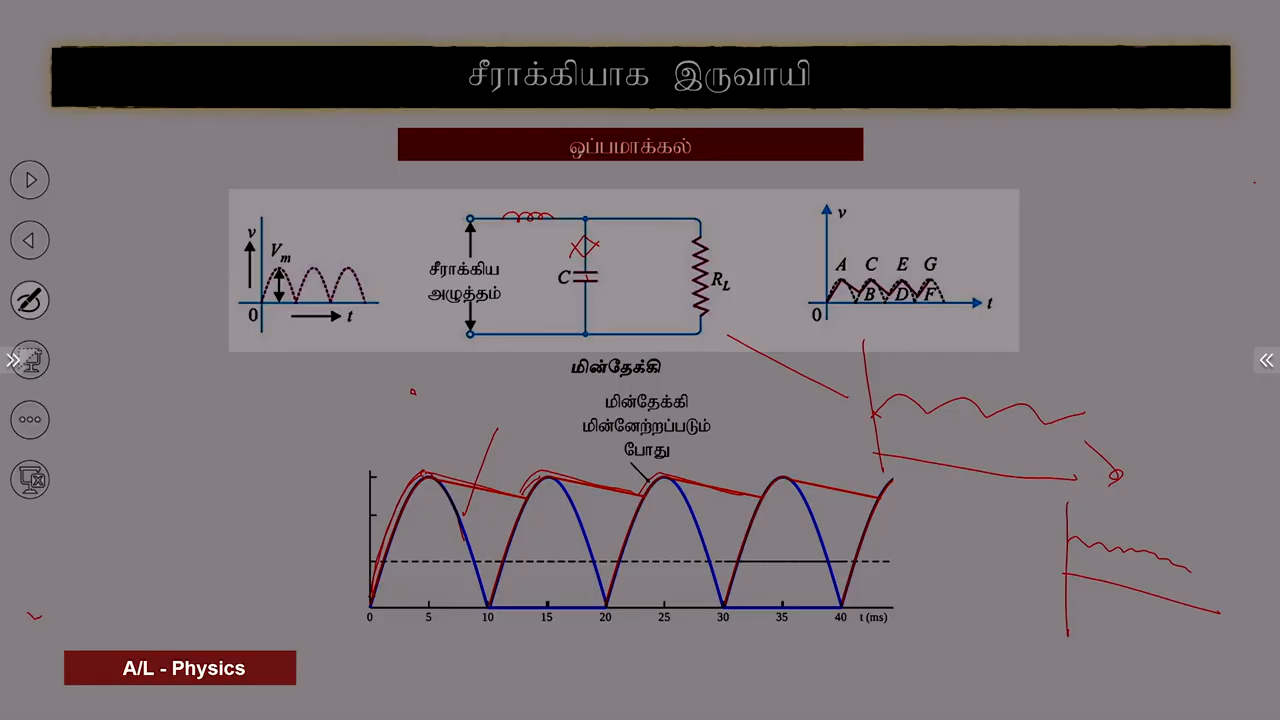 சீராக்கியாக இருவாயி
ஒப்பமாக்கல்
v
Vm
0
t
சீராக்கிய
அழுத்தம்
C
RL
v
A C E G
B D F
0
t
மின்தேக்கி
மின்தேக்கி
மின்னேற்றப்படும்
போது
0 5 10 15 20 25 30 35 40 t (ms)
A/L - Physics